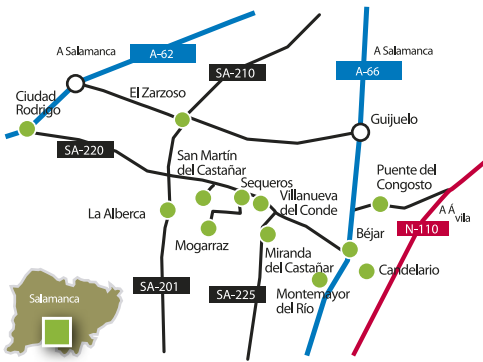 A Salamanca
A-62
SA-210
A Salamanca
A-66
Ciudad
Rodrigo
El Zarzoso
Guijuelo
SA-220
San Martín
del Castañar
Sequeros
Villanueva
del Conde
Puente del
Congosto
La Alberca
Mogarraz
A Á
vila
N-110
Miranda
del Castañar
Béjar
Candelario
SA-201
SA-225
Montemayor
del Río
Salamanca